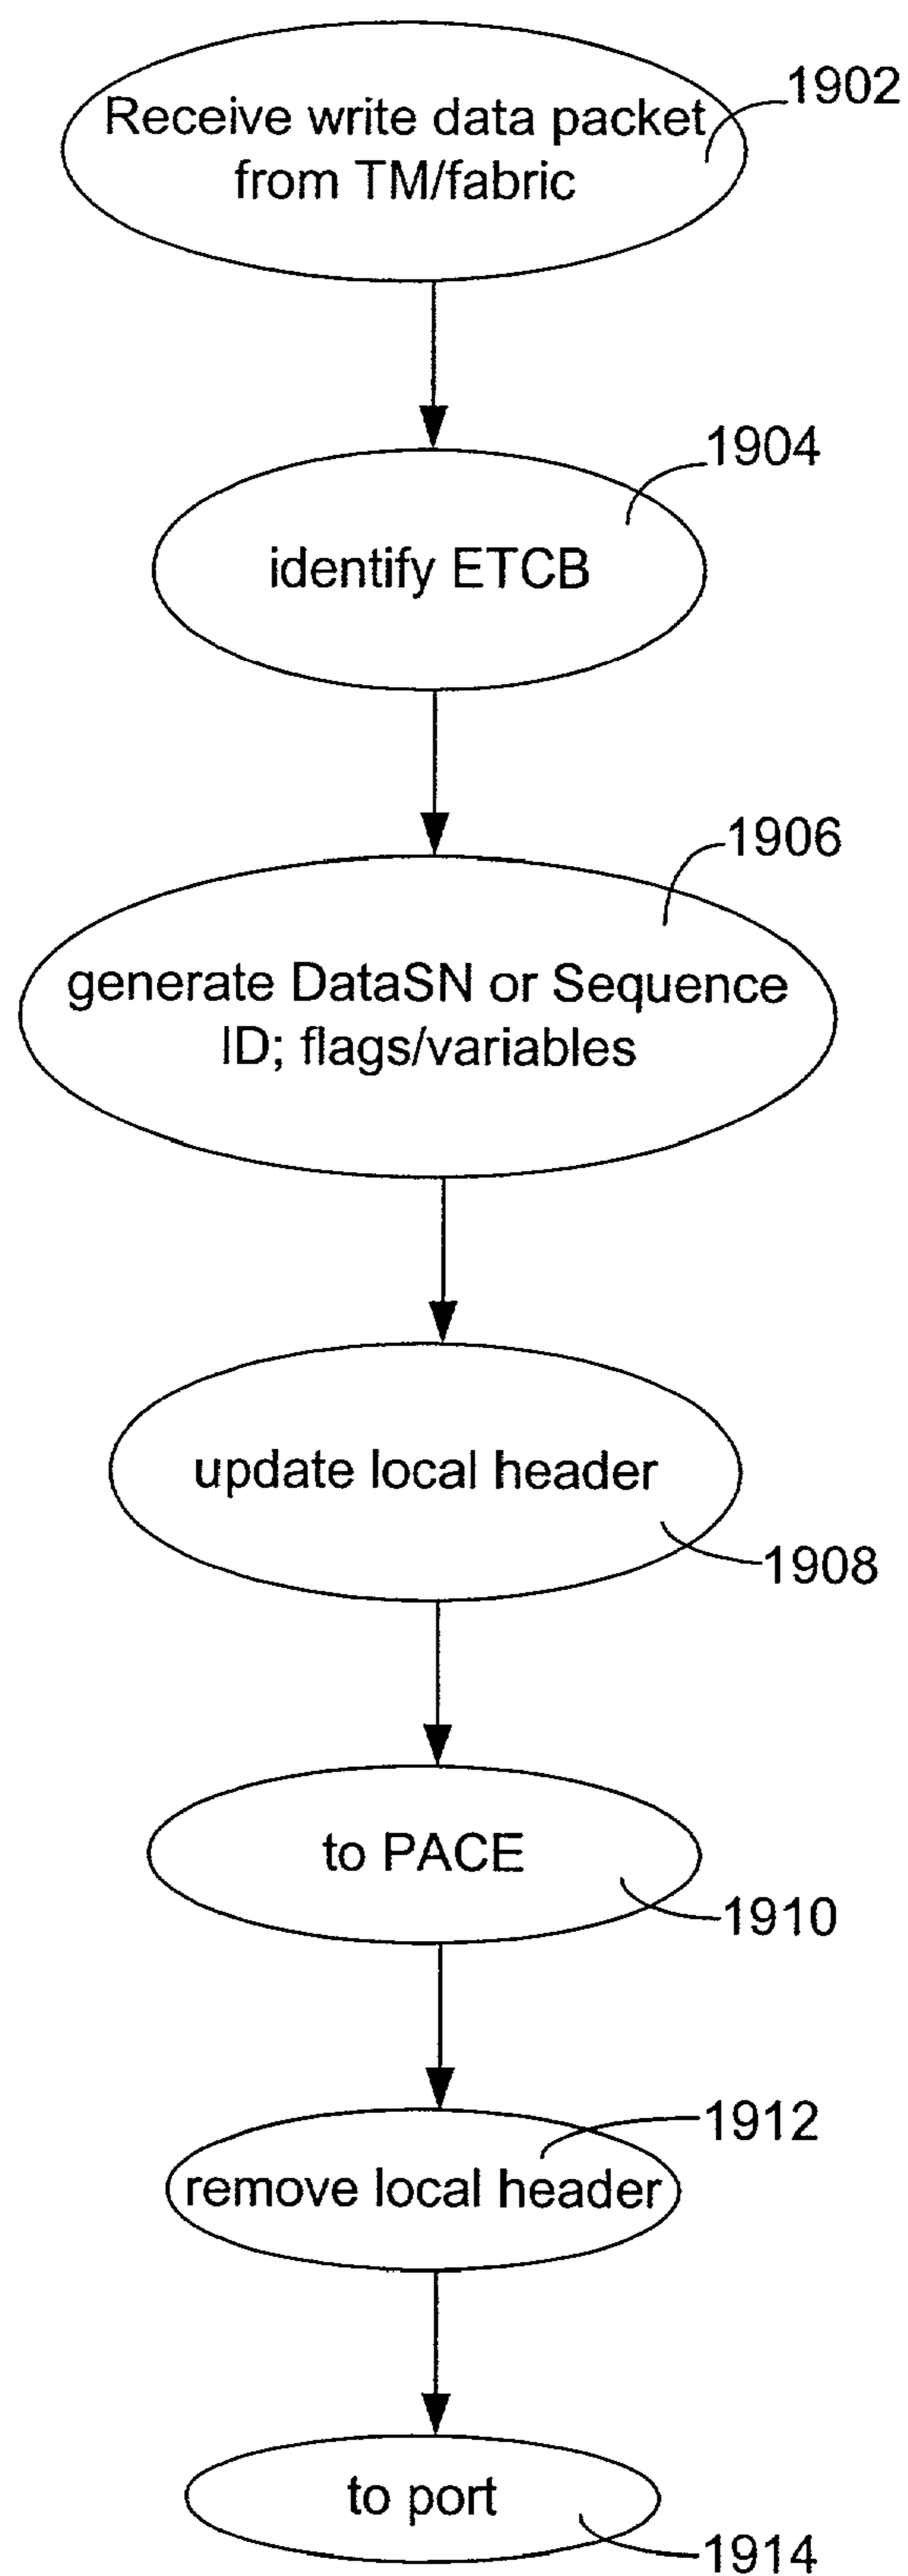 1902
Receive write data packet
from TM/fabric
1904
identify ETCB
1906
generate DataSN or Sequence
ID; flags/variables
update local header
1908
to PACE
1910
1912
remove local header
to port
1914